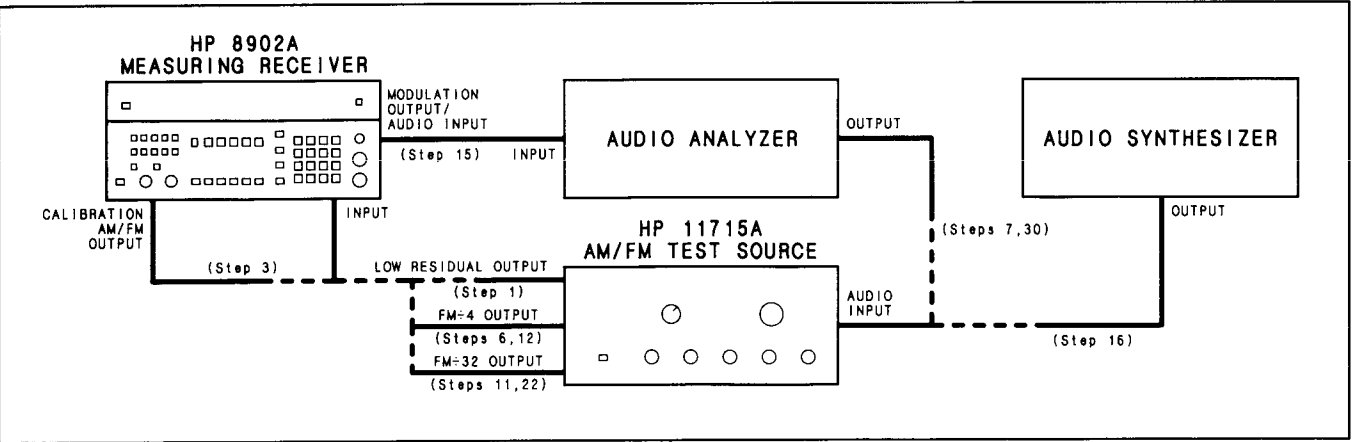 HP 8902A
MEASURING RECEIVER
MODULATION
OUTPUT/
AUDIO INPUT
(Step 15)
INPUT
AUDIO ANALYZER
OUTPUT
AUDIO SYNTHESIZER
OUTPUT
CALIBRATION
AM/FM
OUTPUT
INPUT
(Step 3)
LOW RESIDUAL OUTPUT
(Step 1)
FM÷4 OUTPUT
(Steps 6,12)
FM÷32 OUTPUT
(Steps 11,22)
HP 11715A
AM/FM TEST SOURCE
AUDIO
INPUT
(Steps 7,30)
(Step 16)